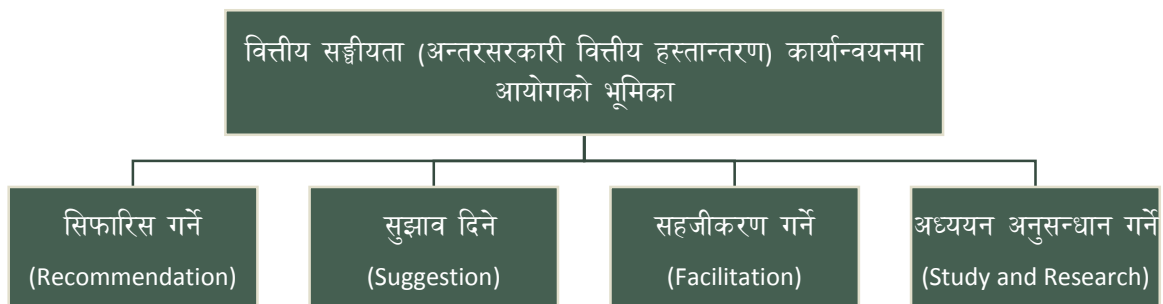 वित्तीय सङ्घीयता (अन्तरसरकारी वित्तीय हस्तान्तरण) कार्यान्वयनमा
आयोगको भूमिका
सिफारिस गर्ने
(Recommendation)
सुझाव दिने
(Suggestion)
सहजीकरण गर्ने
(Facilitation)
अध्ययन अनुसन्धान गर्ने
(Study and Research)